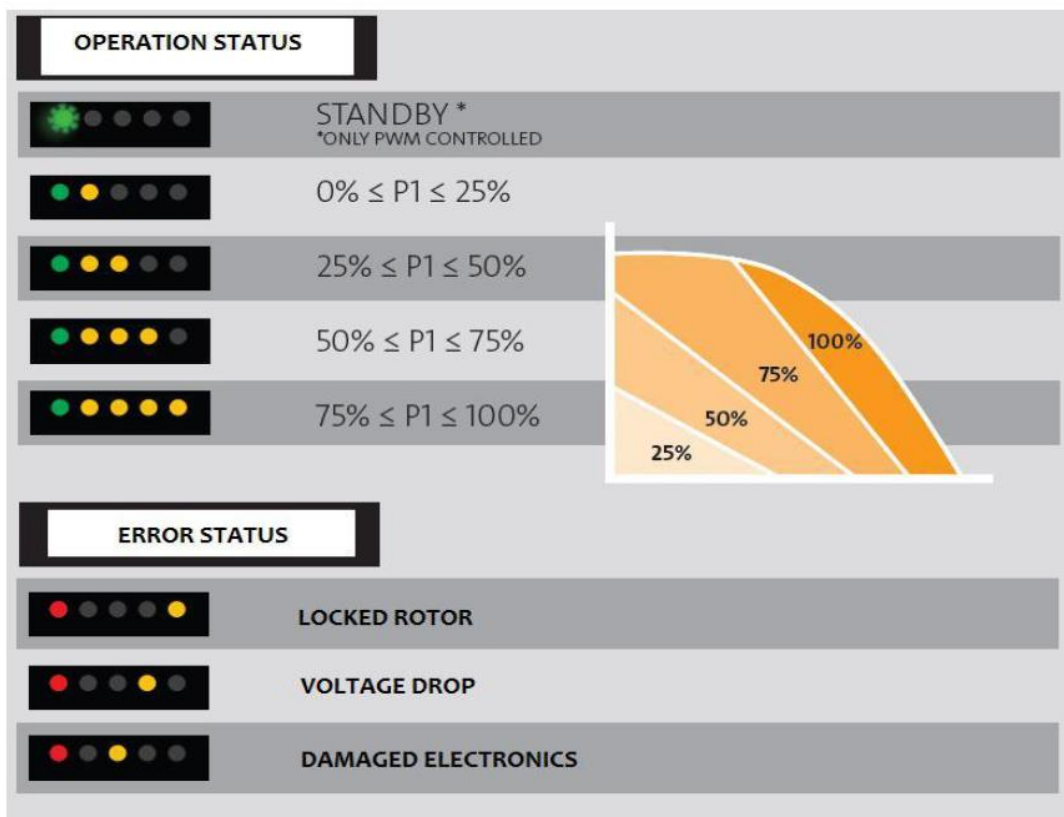 OPERATION STATUS
STANDBY *
*ONLY PWM CONTROLLED
0% ≤ P1 ≤ 25%
25% ≤ P1 ≤ 50%
50% ≤ P1 ≤ 75%
75% ≤ P1 ≤ 100%
100%
75%
50%
25%
ERROR STATUS
LOCKED ROTOR
VOLTAGE DROP
DAMAGED ELECTRONICS